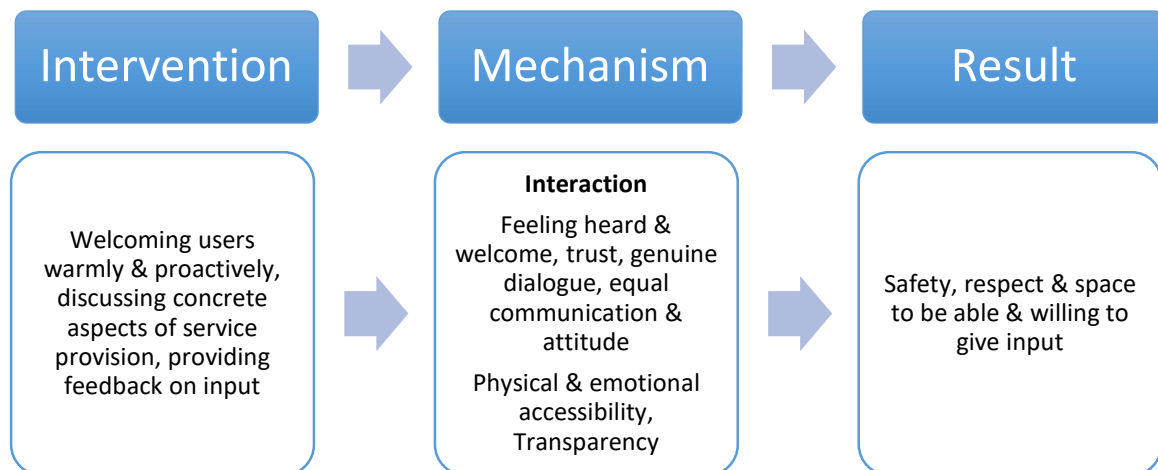 Intervention
Mechanism
Result
Welcoming users
warmly & proactively,
discussing concrete
aspects of service
provision, providing
feedback on input
Interaction
Feeling heard &
welcome, trust, genuine
dialogue, equal
communication &
attitude
Physical & emotional
accessibility,
Transparency
Safety, respect & space
to be able & willing to
give input